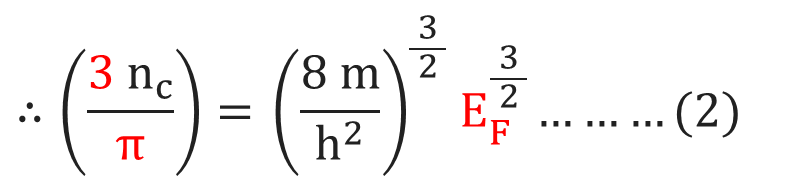 ∴ (3 n_c / π) = (8 m / h²)^(3/2) E_F^(3/2) … … … (2)